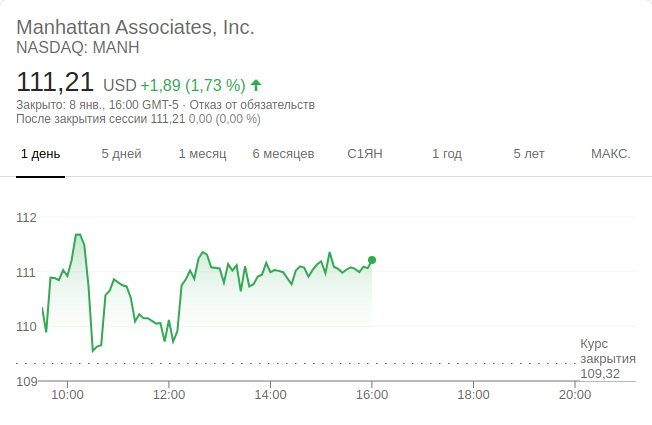 Manhattan Associates, Inc.
NASDAQ: MANH
111,21 USD +1,89 (1,73 %)
Закрыто: 8 янв., 16:00 GMT-5 · Отказ от обязательств
После закрытия сессии 111,21 0,00 (0,00 %)
1 день 5 дней 1 месяц 6 месяцев С1ЯН 1 год 5 лет МАКС.
112
111
110
Курс
закрытия
109,32
109
10:00 12:00 14:00 16:00 18:00 20:00